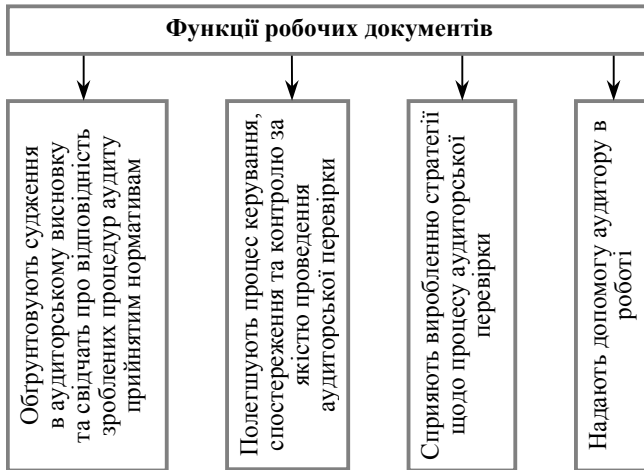 Функції робочих документів
Обґрунтовують судження
в аудиторському висновку
та свідчать про відповідність
зроблених процедур аудиту
прийнятим нормативам
Полегшують процес керування,
спостереження та контролю за
якістю проведення
аудиторської перевірки
Сприяють виробленню стратегії
щодо процесу аудиторської
перевірки
Надають допомогу аудитору в
роботі